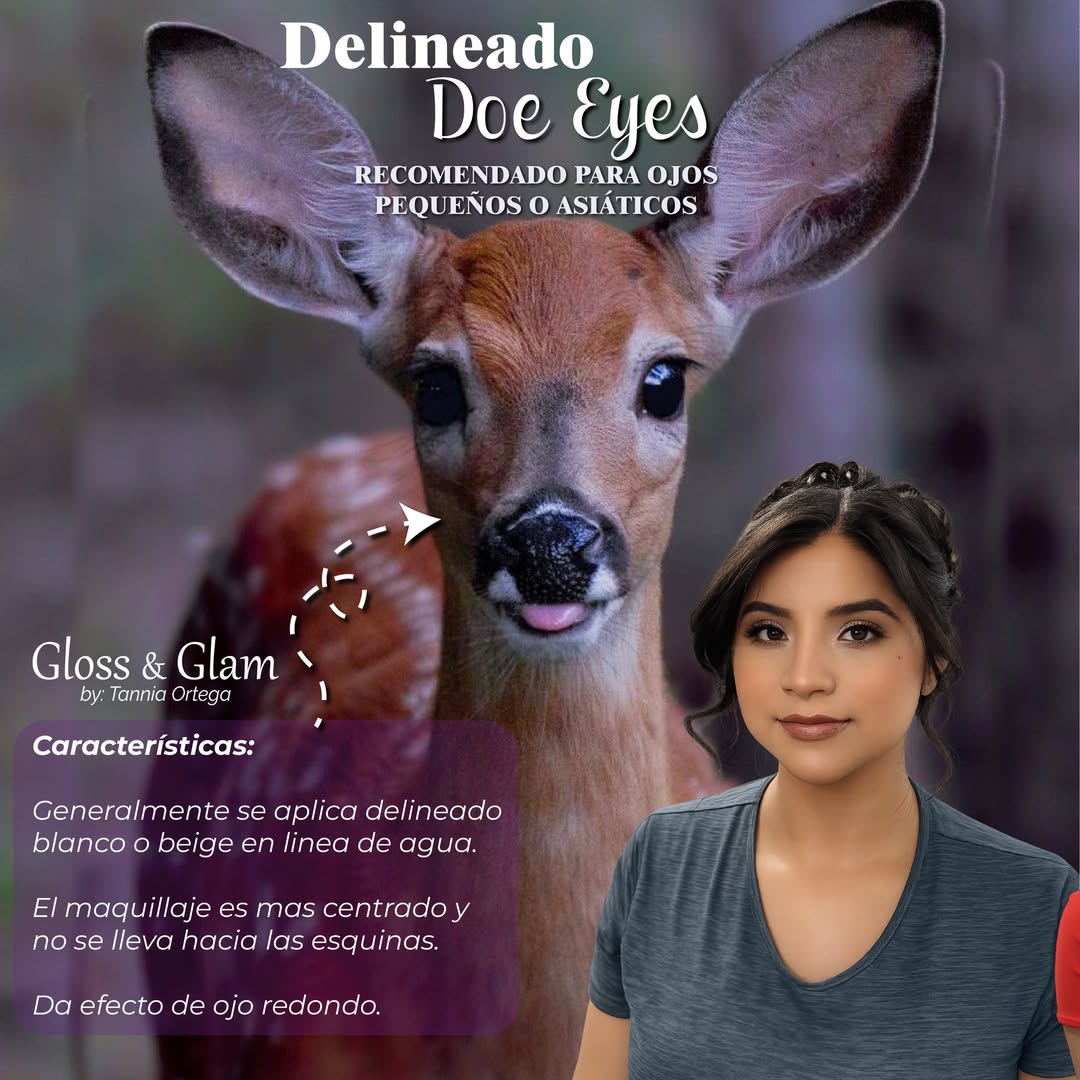 Delineado
Doe Eyes
RECOMENDADO PARA OJOS
PEQUEÑOS O ASIÁTICOS
Gloss & Glam
by: Tannia Ortega
Características:
Generalmente se aplica delineado
blanco o beige en linea de agua.
El maquillaje es mas centrado y
no se lleva hacia las esquinas.
Da efecto de ojo redondo.